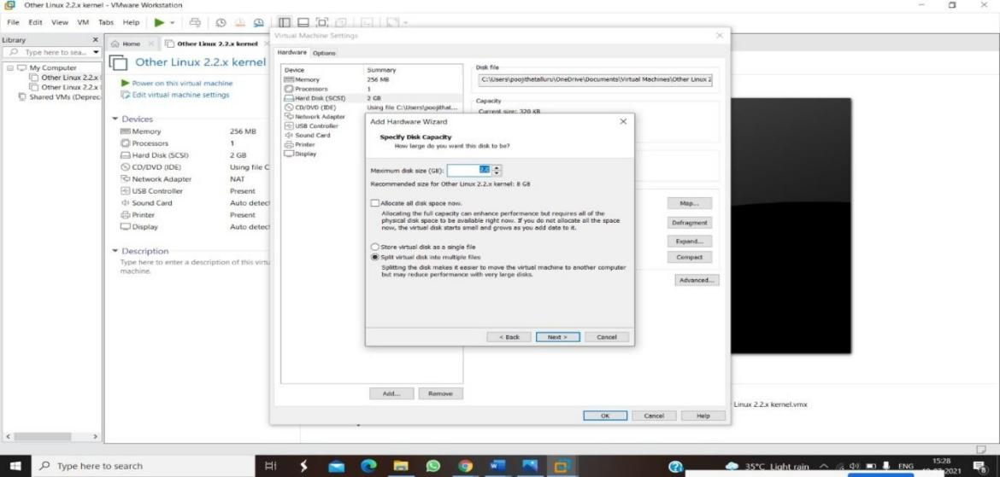 Other Linux 2.2.x kernel - VMware Workstation
File Edit View VM Tabs Help
Library
Type here to sea...
My Computer
Other Linux 2.2.x
Other Linux 2.2.x
Shared VMs (Deprec
Home
Other Linux 2.2.x kernel
Other Linux 2.2.x kernel
Power on this virtual machine
Edit virtual machine settings
Devices
Memory 256 MB
Processors 1
Hard Disk (SCSI) 2 GB
CD/DVD (IDE) Using file C
Network Adapter NAT
USB Controller Present
Sound Card Auto detect
Printer Present
Display Auto detect
Description
Type here to enter a description of this virtu
machine.
Virtual Machine Settings
Hardware Options
Device Summary
Memory 256 MB
Processors 1
Hard Disk (SCSI) 2 GB
CD/DVD (IDE) Using file C:\Users\poojithat...
Network Adapter
USB Controller
Sound Card
Printer
Display
Add... Remove
Disk file
C:\Users\poojithatalluru\OneDrive\Documents\Virtual Machines\Other Linux 2
Capacity
Current size: 320 KB
Map...
Defragment
Expand...
Compact
Advanced...
OK Cancel Help
Add Hardware Wizard
Specify Disk Capacity
How large do you want this disk to be?
Maximum disk size (GB): 2.0
Recommended size for Other Linux 2.2.x kernel: 8 GB
Allocate all disk space now.
Allocating the full capacity can enhance performance but requires all of the
physical disk space to be available right now. If you do not allocate all the space
now, the virtual disk starts small and grows as you add data to it.
Store virtual disk as a single file
Split virtual disk into multiple files
Splitting the disk makes it easier to move the virtual machine to another computer
but may reduce performance with very large disks.
< Back Next > Cancel
Linux 2.2.x kernel.vmx
Type here to search
35°C Light rain
ENG
15:28